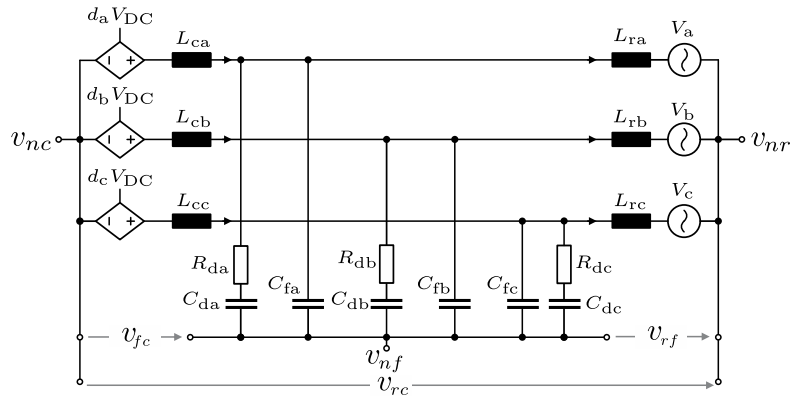 d_a V_DC
L_ca
L_ra
V_a
d_b V_DC
L_cb
L_rb
V_b
v_nc
v_nr
d_c V_DC
L_cc
L_rc
V_c
R_da
R_db
R_dc
C_da
C_fa
C_db
C_fb
C_fc
C_dc
v_fc
v_nf
v_rf
v_rc